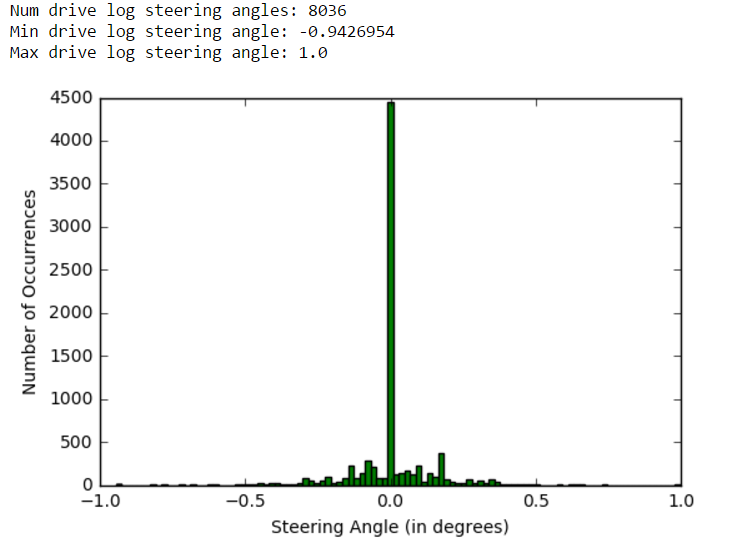 Num drive log steering angles: 8036
Min drive log steering angle: -0.9426954
Max drive log steering angle: 1.0
4500
4000
3500
3000
2500
2000
1500
1000
500
0
Number of Occurrences
−1.0 −0.5 0.0 0.5 1.0
Steering Angle (in degrees)